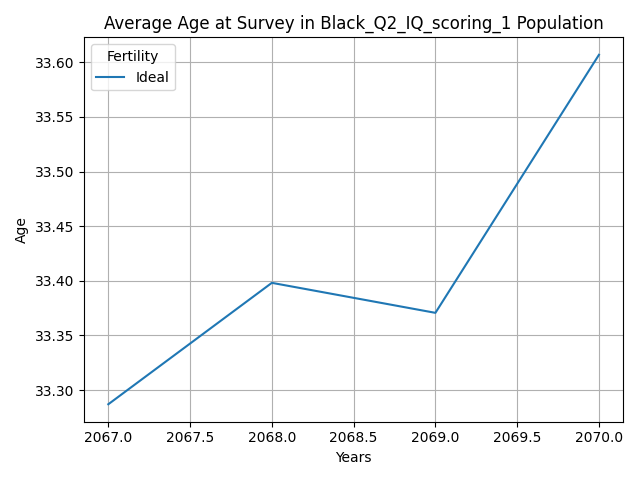 Average Age at Survey in Black_Q2_IQ_scoring_1 Population
Fertility
Ideal
33.60
33.55
33.50
33.45
33.40
33.35
33.30
Age
2067.0 2067.5 2068.0 2068.5 2069.0 2069.5 2070.0
Years